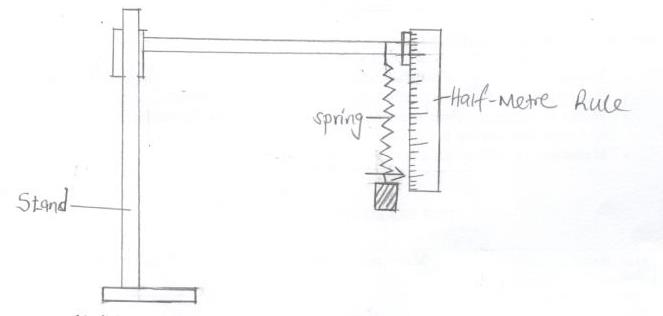 Half-Metre Rule
spring
Stand